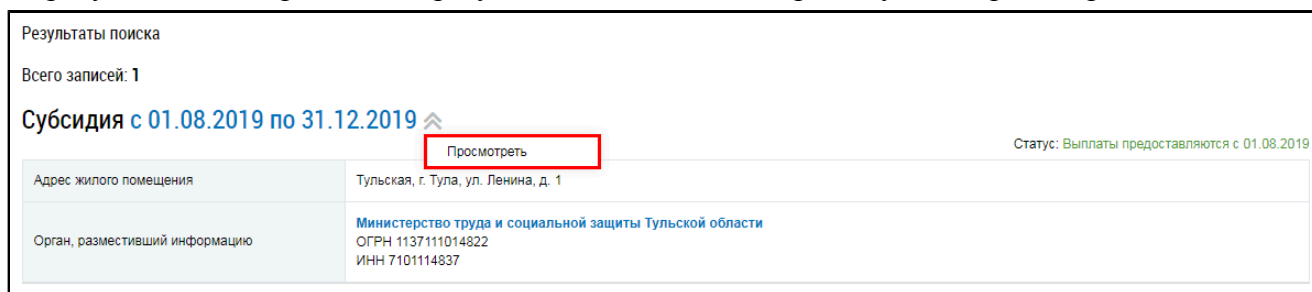 Результаты поиска
Всего записей: 1
Субсидия с 01.08.2019 по 31.12.2019
Просмотреть
Статус: Выплаты предоставляются с 01.08.2019
Адрес жилого помещения
Тульская, г. Тула, ул. Ленина, д. 1
Орган, разместивший информацию
Министерство труда и социальной защиты Тульской области
ОГРН 1137111014822
ИНН 7101114837